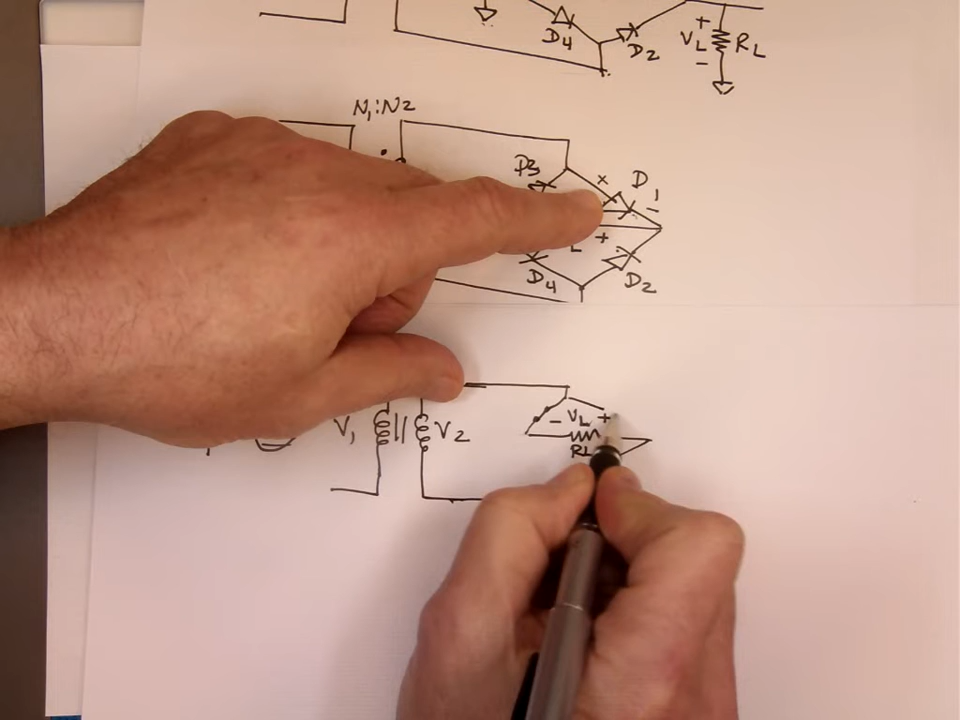 D4
D2
+
VL
-
RL
N1:N2
D3
+
D1
-
L
+
D4
D2
V1
V2
- VL +
RL